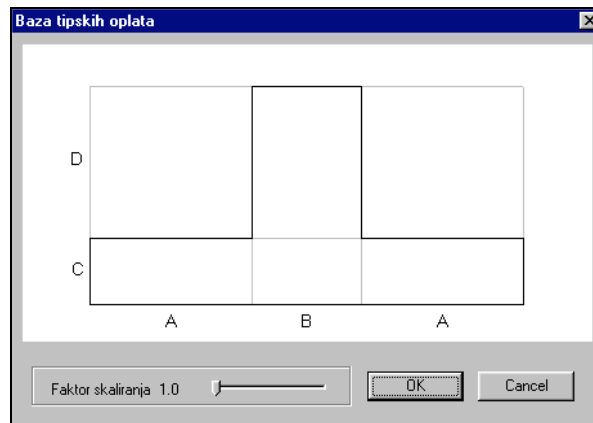 Baza tipskih oplata
D
C
A B A
Faktor skaliranja 1.0
OK
Cancel